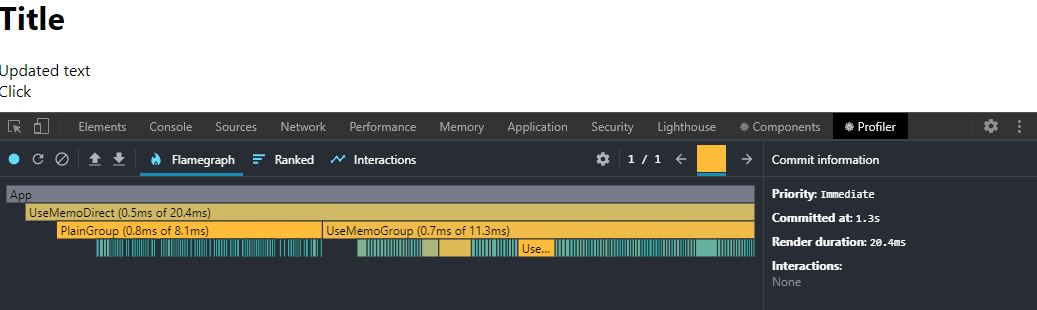 Title
Updated text
Click
Elements Console Sources Network Performance Memory Application Security Lighthouse Components Profiler
Flamegraph Ranked Interactions 1 / 1 Commit information
App
UseMemoDirect (0.5ms of 20.4ms)
PlainGroup (0.8ms of 8.1ms) UseMemoGroup (0.7ms of 11.3ms)
Use...
Priority: Immediate
Committed at: 1.3s
Render duration: 20.4ms
Interactions:
None